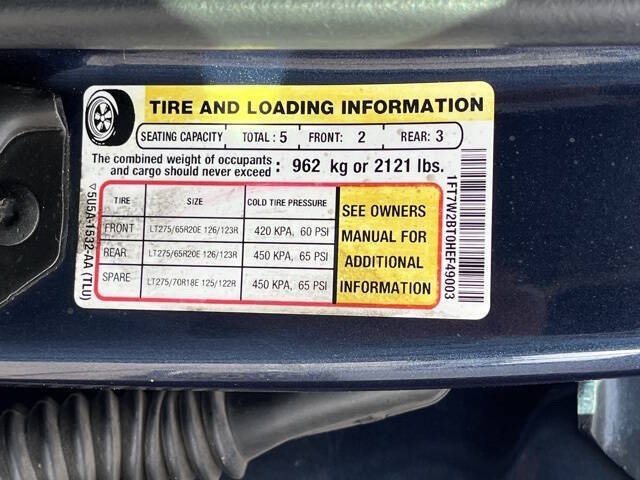 TIRE AND LOADING INFORMATION
SEATING CAPACITY TOTAL : 5 FRONT: 2 REAR: 3
The combined weight of occupants
and cargo should never exceed : 962 kg or 2121 lbs.
TIRE SIZE COLD TIRE PRESSURE
FRONT LT275/65R20E 126/123R 420 KPA, 60 PSI
REAR LT275/65R20E 126/123R 450 KPA, 65 PSI
SPARE LT275/70R18E 125/122R 450 KPA, 65 PSI
SEE OWNERS
MANUAL FOR
ADDITIONAL
INFORMATION
▽5U5A-1532-AA (TLU)
1FT7W2BT0HEF49003